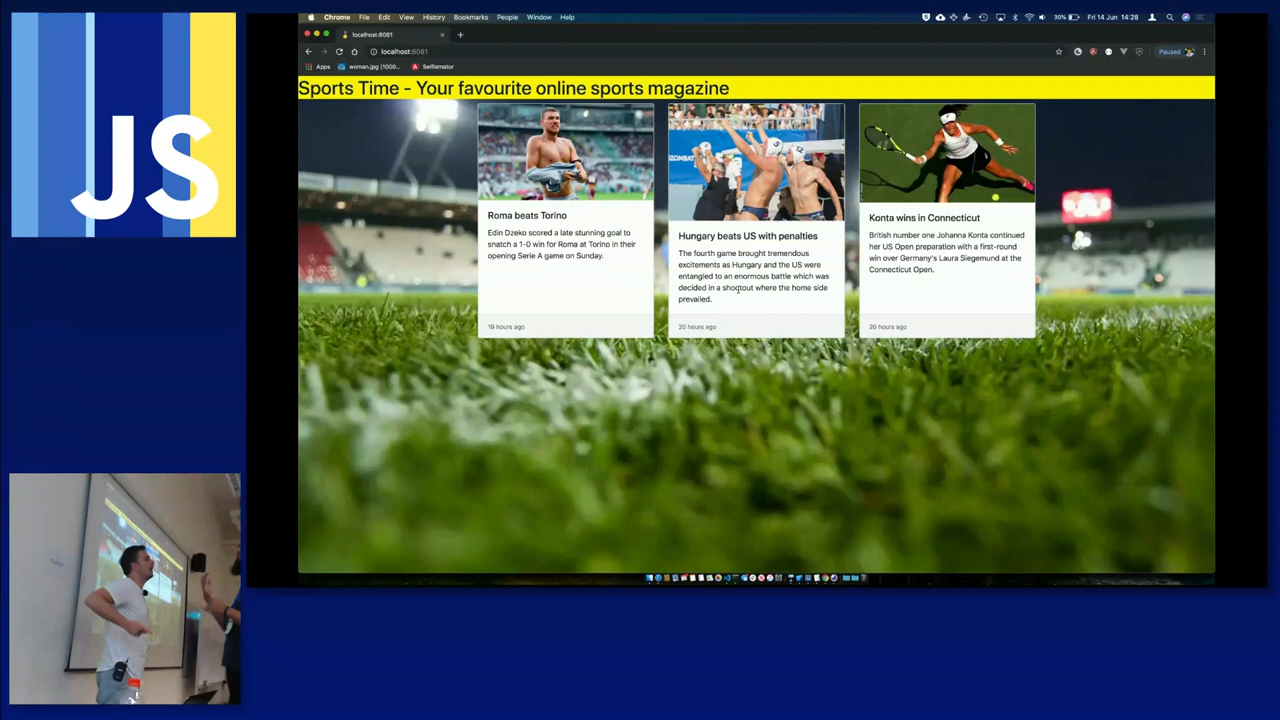 JS
Chrome File Edit View History Bookmarks People Window Help
30% Fri 14 Jun 14:28
localhost:8081
localhost:8081
Paused
Apps woman.jpg (1000... Selflemator
Sports Time - Your favourite online sports magazine
Roma beats Torino
Edin Dzeko scored a late stunning goal to
snatch a 1-0 win for Roma at Torino in their
opening Serie A game on Sunday.
19 hours ago
Hungary beats US with penalties
The fourth game brought tremendous
excitements as Hungary and the US were
entangled to an enormous battle which was
decided in a shootout where the home side
prevailed.
20 hours ago
Konta wins in Connecticut
British number one Johanna Konta continued
her US Open preparation with a first-round
win over Germany's Laura Siegemund at the
Connecticut Open.
20 hours ago